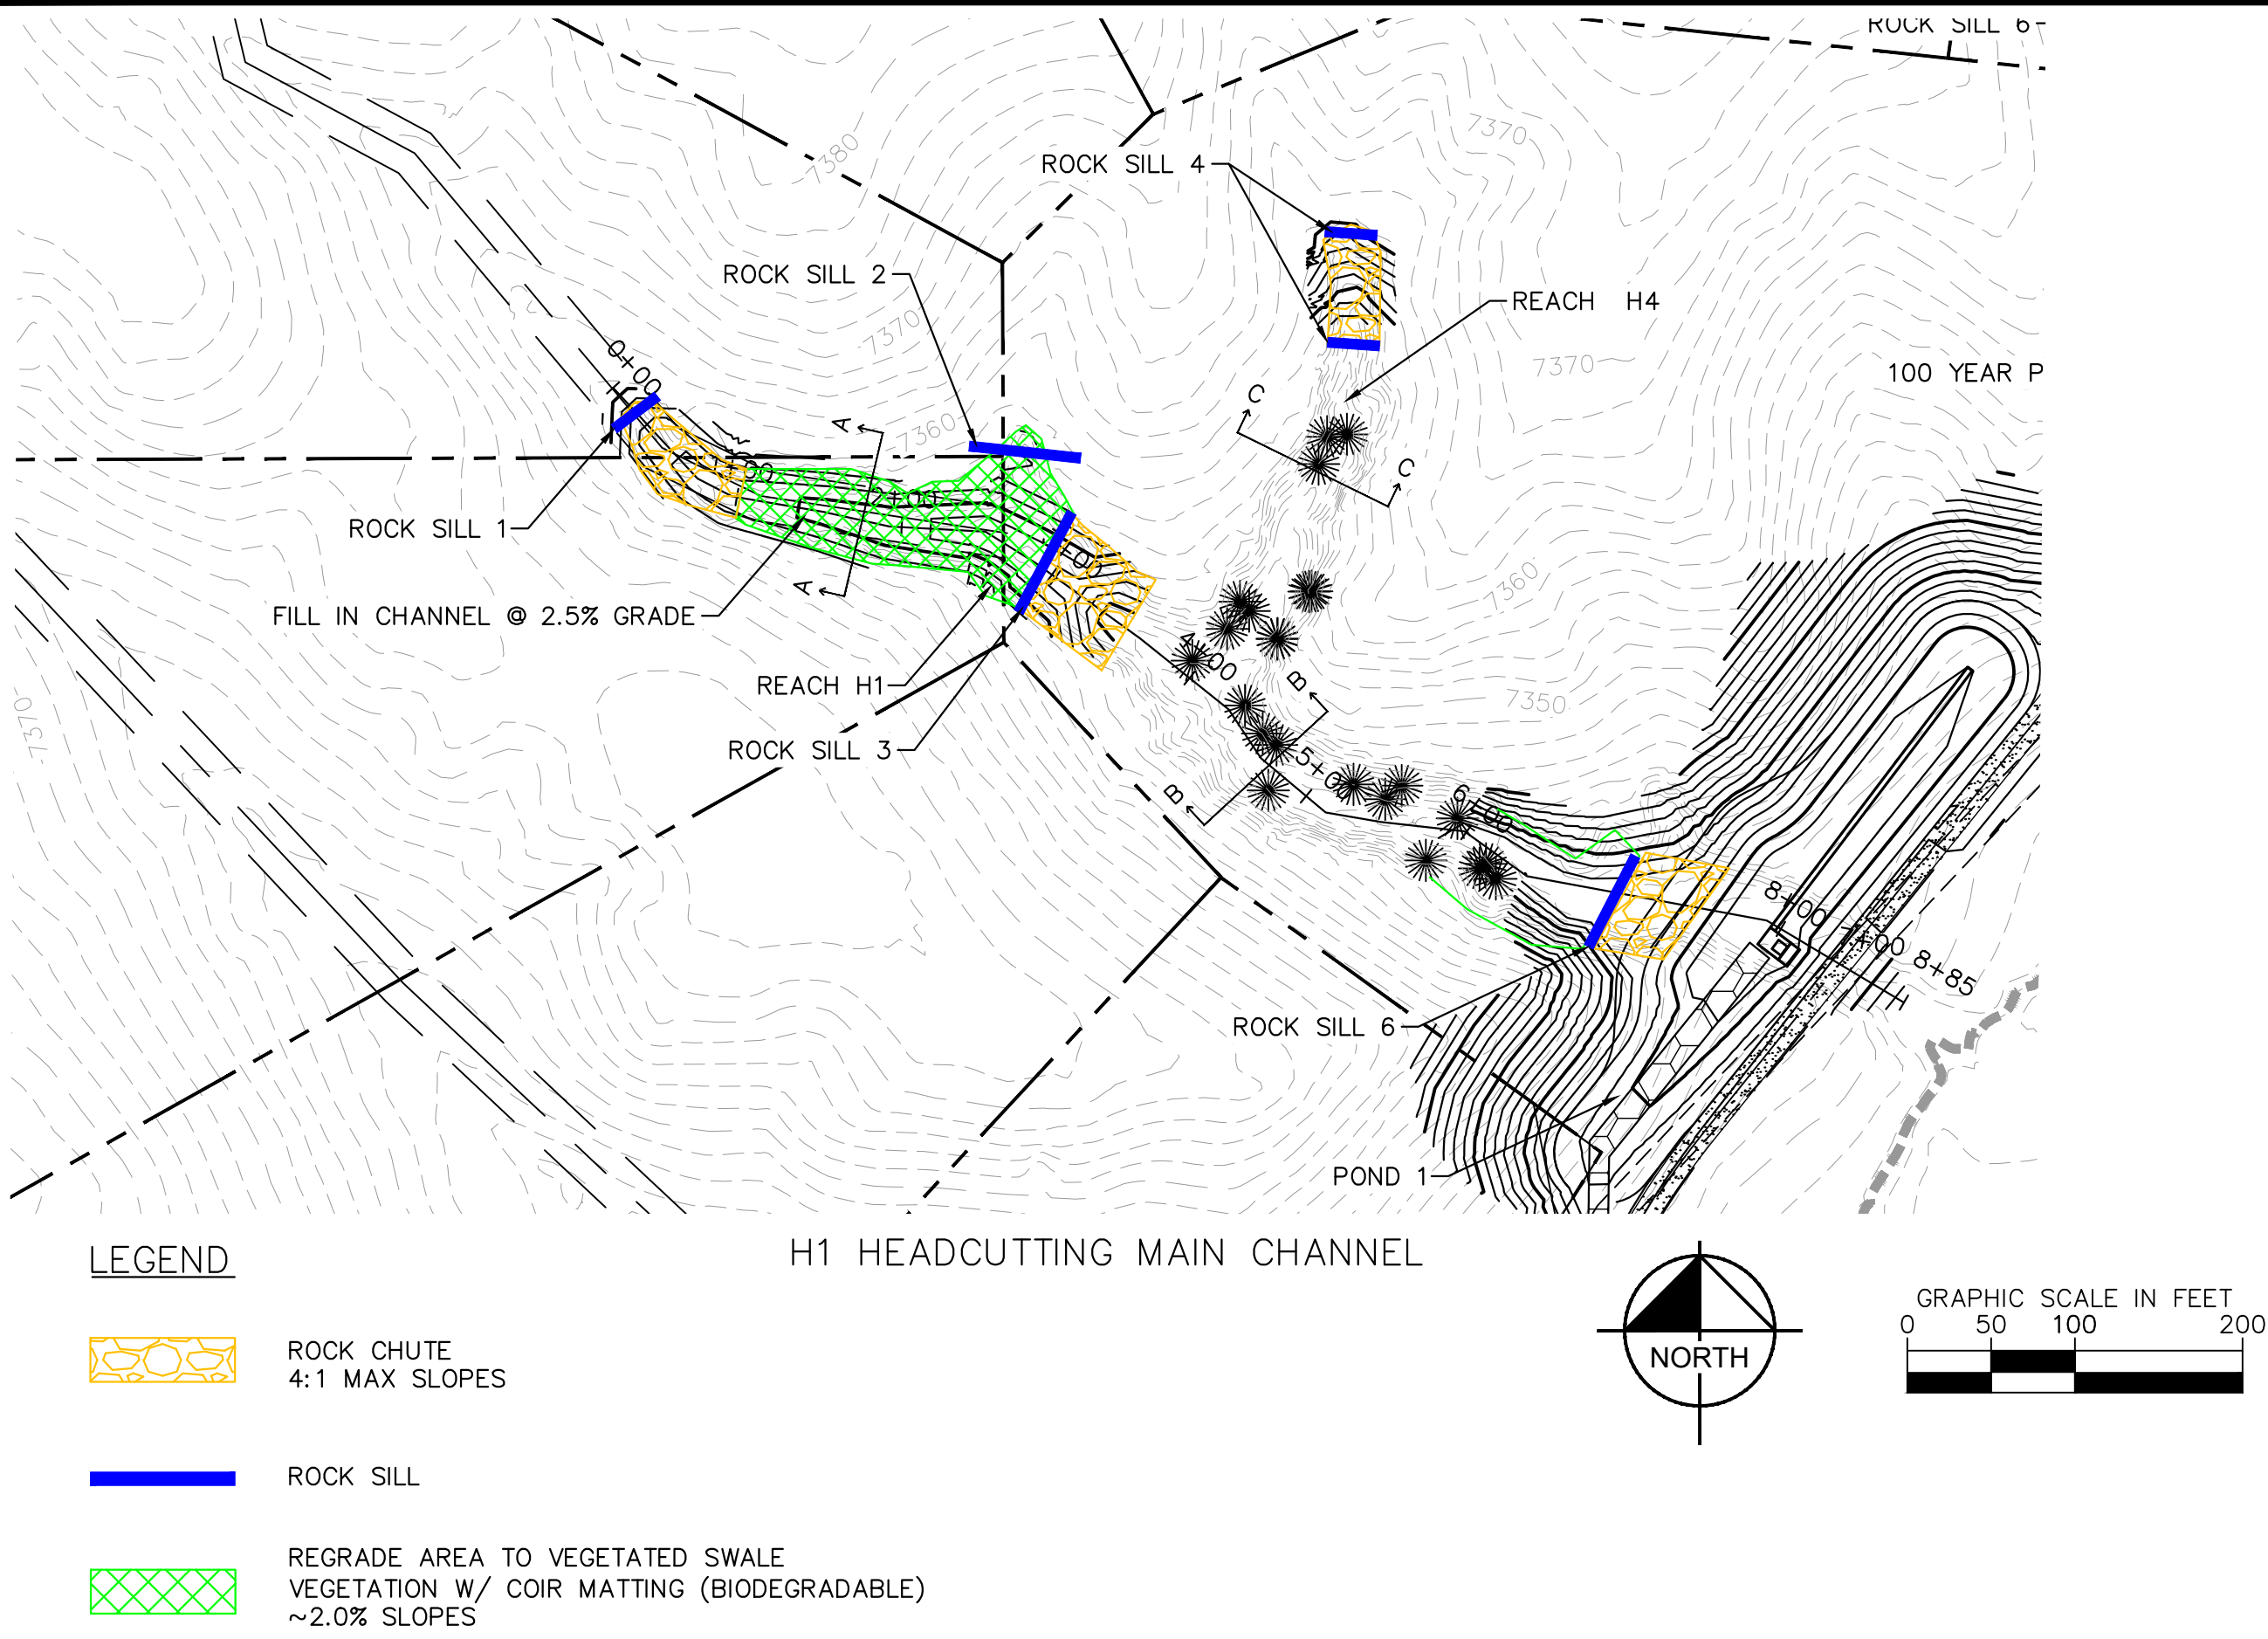 ROCK SILL 6
7380
7370
ROCK SILL 4
ROCK SILL 2
REACH H4
7370
7370
0+00
100 YEAR P
C
A
7360
C
ROCK SILL 1
2+00
7360
A
FILL IN CHANNEL @ 2.5% GRADE
4+00
REACH H1
B
7350
7370
ROCK SILL 3
5+00
B
6+00
8+00
7+00
8+85
ROCK SILL 6
POND 1
H1 HEADCUTTING MAIN CHANNEL
LEGEND
ROCK CHUTE
4:1 MAX SLOPES
ROCK SILL
REGRADE AREA TO VEGETATED SWALE
VEGETATION W/ COIR MATTING (BIODEGRADABLE)
~2.0% SLOPES
NORTH
GRAPHIC SCALE IN FEET
0 50 100 200